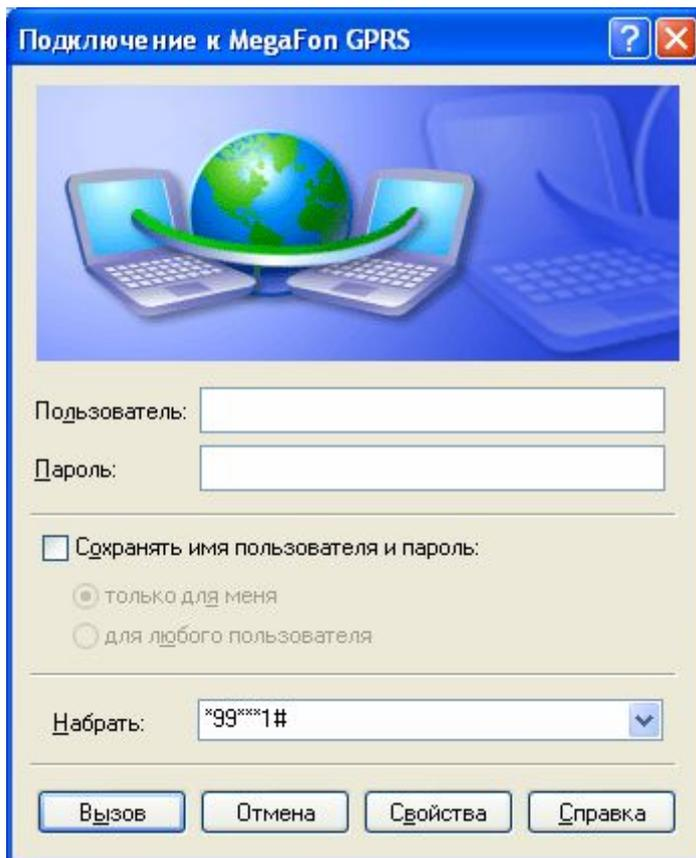 Подключение к MegaFon GPRS
Пользователь:
Пароль:
Сохранять имя пользователя и пароль:
только для меня
для любого пользователя
Набрать: *99***1#
Вызов Отмена Свойства Справка